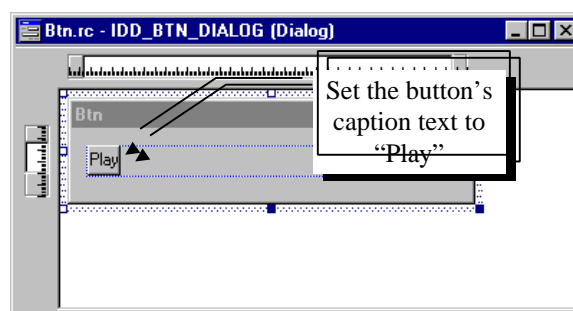 Btn.rc - IDD_BTN_DIALOG (Dialog)
Btn
Play
Set the button’s
caption text to
“Play”